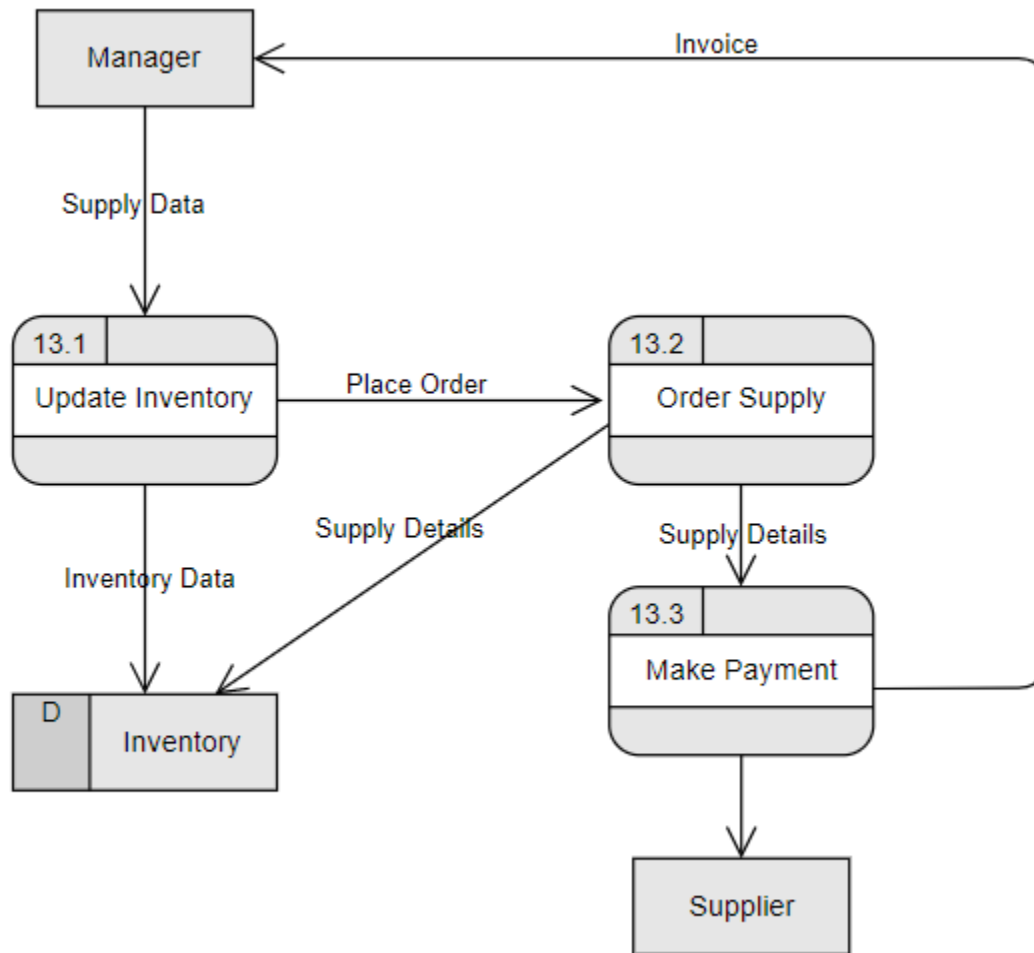 Manager
Invoice
Supply Data
13.1
Update Inventory
Place Order
13.2
Order Supply
Supply Details
Supply Details
Inventory Data
13.3
Make Payment
D
Inventory
Supplier